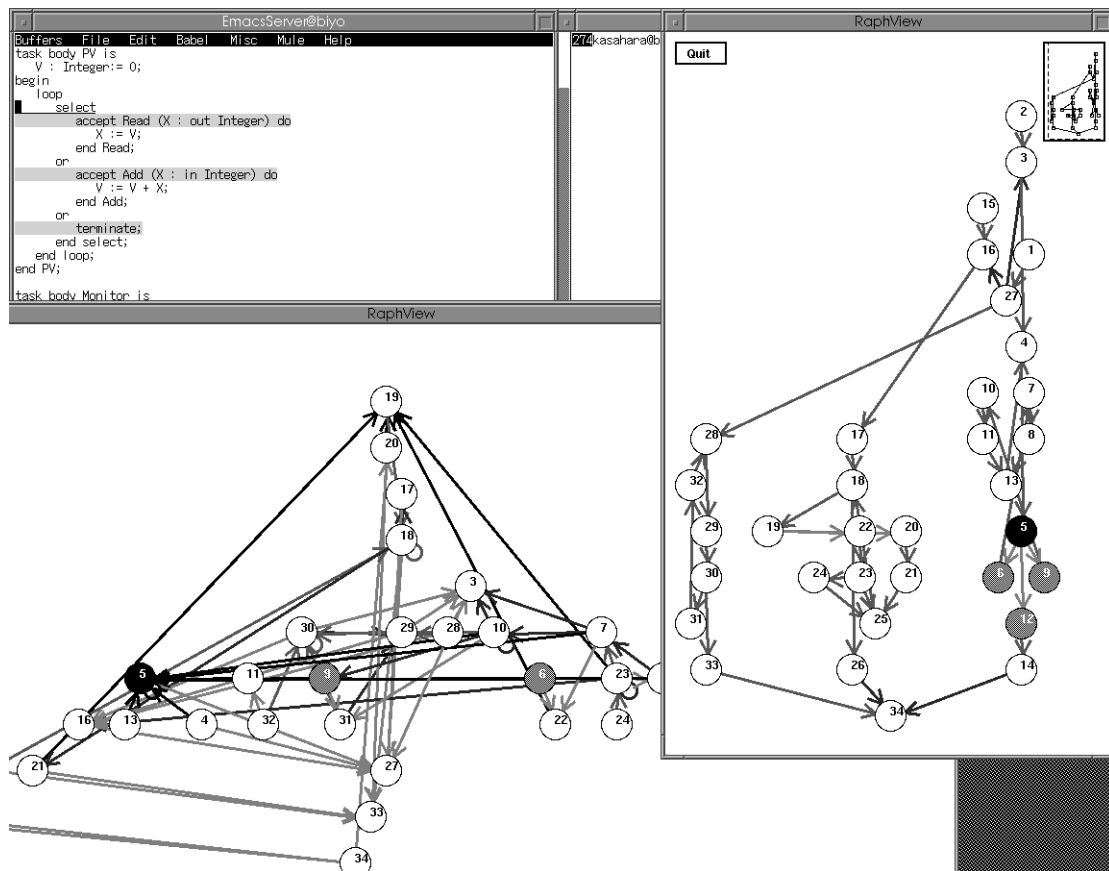 EmacsServer@biyo
Buffers File Edit Babel Misc Mule Help
task body PV is
V : Integer:= 0;
begin
loop
select
accept Read (X : out Integer) do
X := V;
end Read;
or
accept Add (X : in Integer) do
V := V + X;
end Add;
or
terminate;
end select;
end loop;
end PV;
task body Monitor is
274kasahara@b
RaphView
Quit
2
3
15
16
1
27
4
10
7
28
17
11
8
32
18
13
29
19
22
20
5
30
24
23
21
6
9
31
25
12
33
26
14
34
RaphView
19
20
17
18
3
30
29
28
10
7
5
11
6
23
16
13
4
32
31
22
24
21
27
33
34